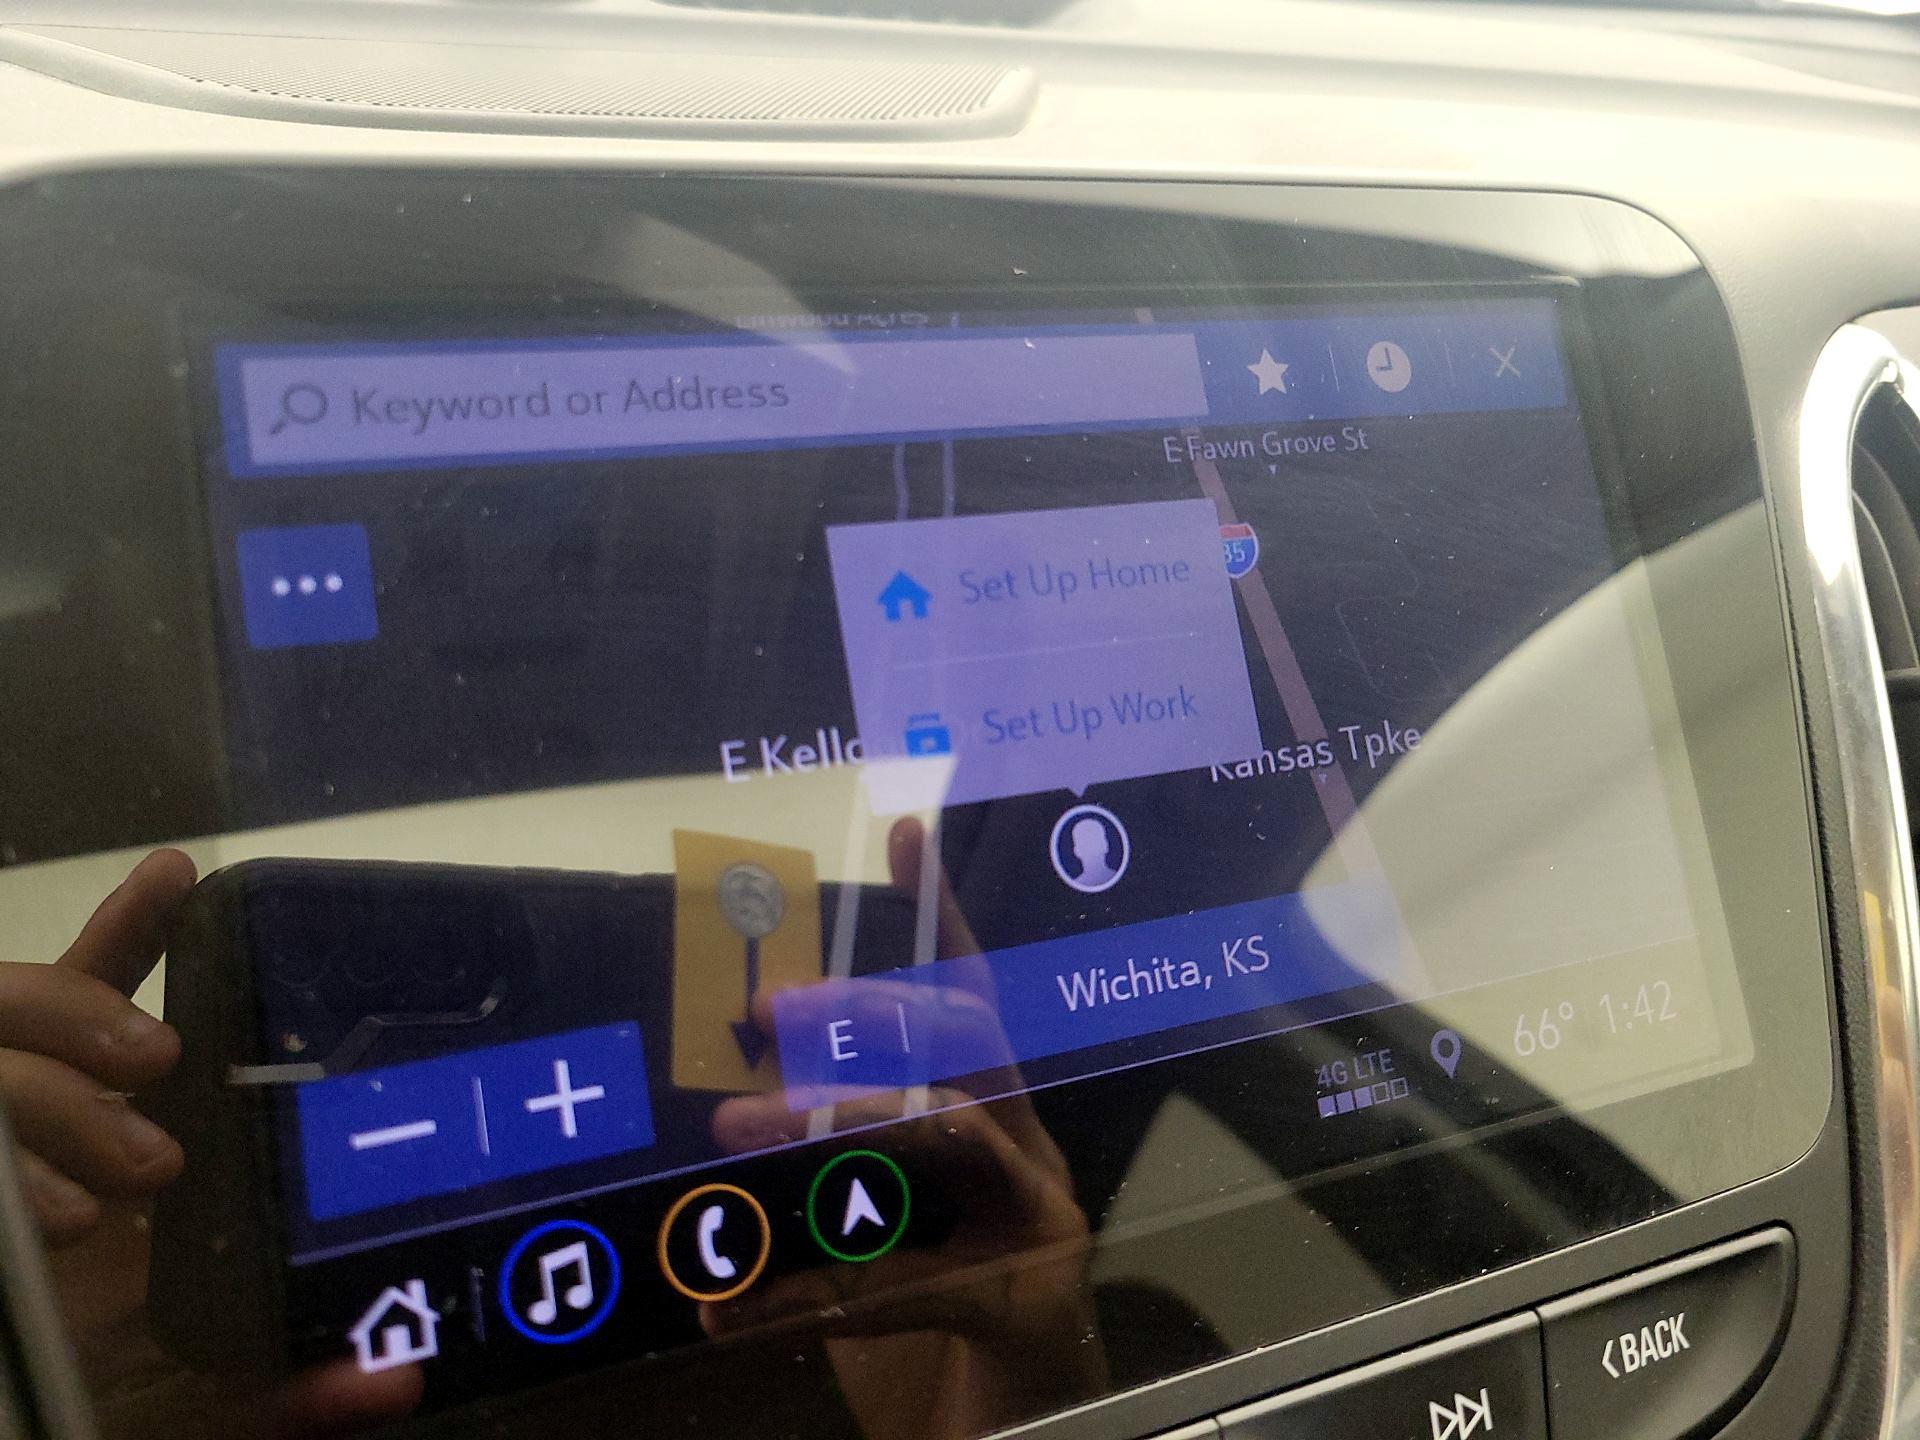 Keyword or Address
E Fawn Grove St
35
Set Up Home
Set Up Work
Kansas Tpke
Wichita, KS
E
66° 1:42
4G LTE
BACK